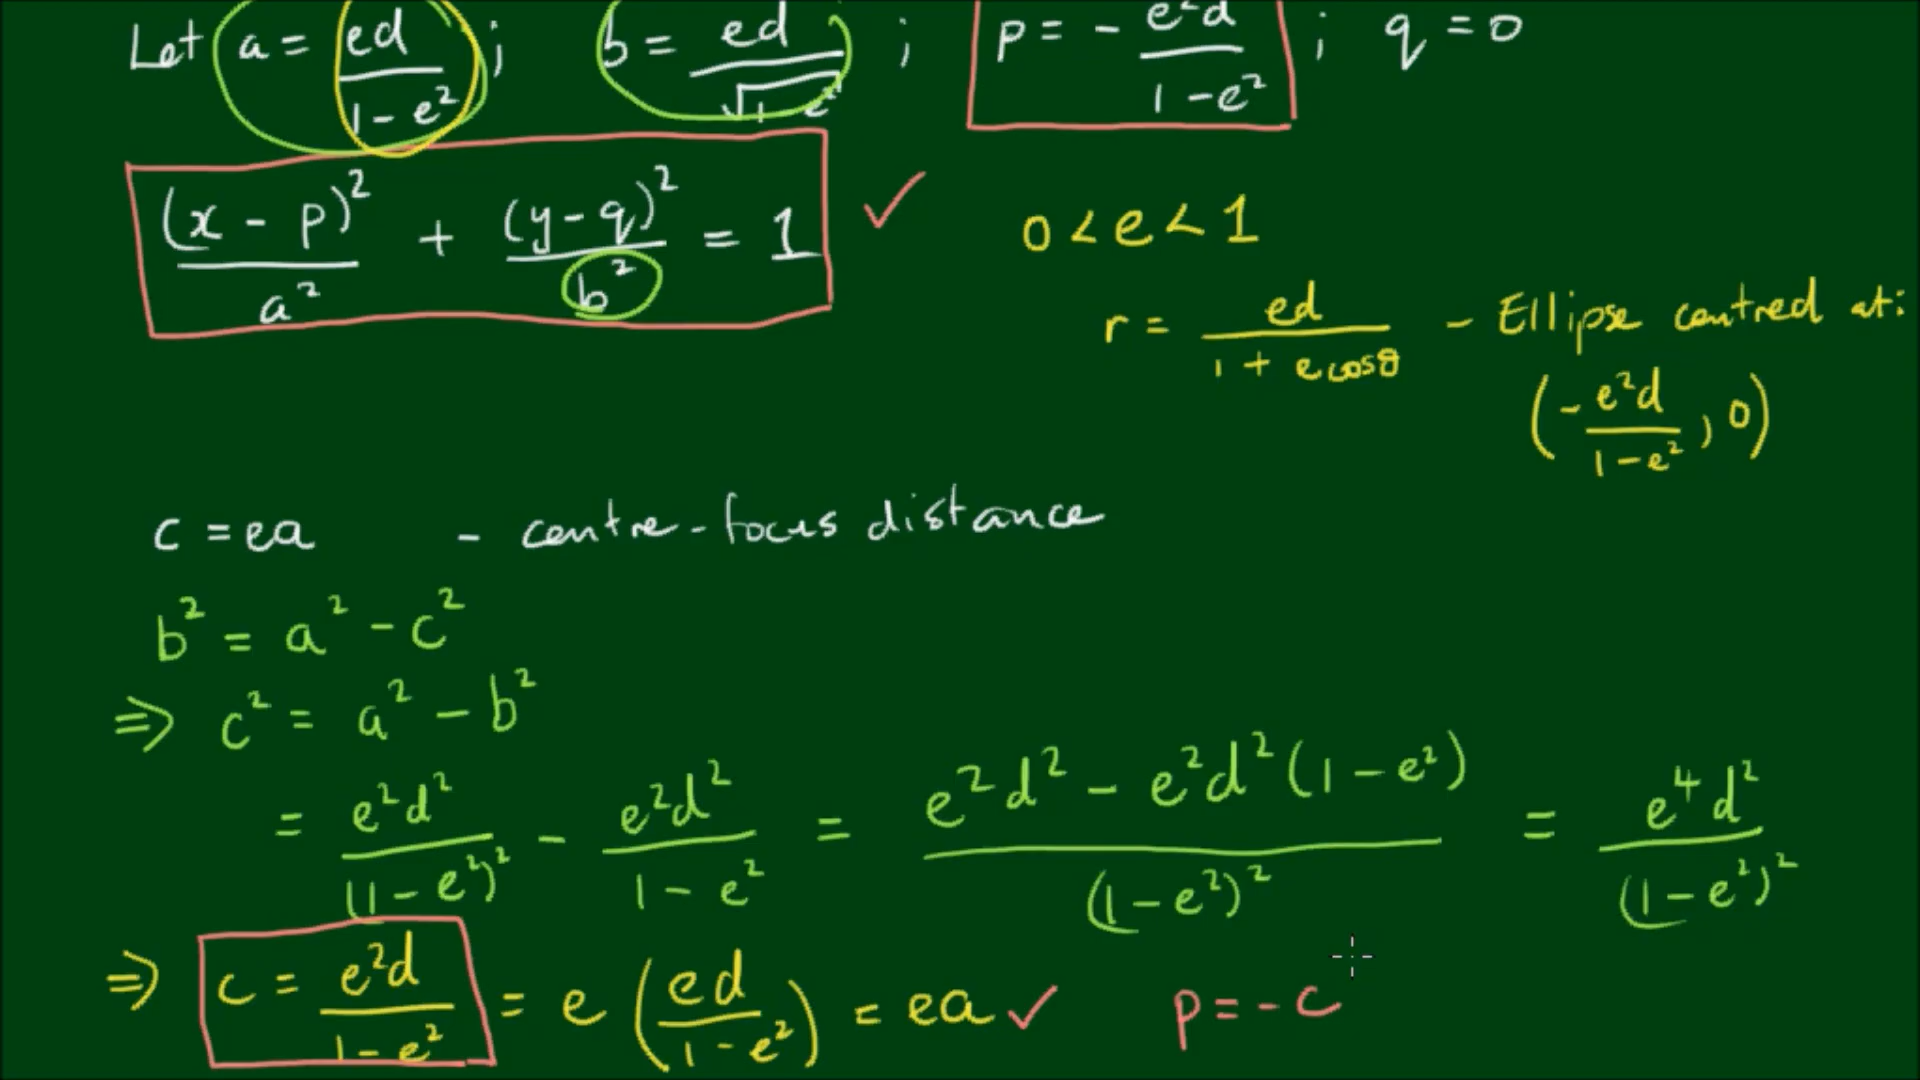 Let a = ed/(1 - e²) ; b = ed/√(1 - e²) ; p = - e²d/(1 - e²) ; q = 0
(x - p)²/a² + (y - q)²/b² = 1 ✓
0 < e < 1
r = ed/(1 + e cosθ) - Ellipse centred at:
(- e²d/(1 - e²), 0)
c = ea - centre-focus distance
b² = a² - c²
⇒ c² = a² - b²
= e²d²/(1 - e²)² - e²d²/(1 - e²) = (e²d² - e²d²(1 - e²))/(1 - e²)² = e⁴d²/(1 - e²)²
⇒ c = e²d/(1 - e²) = e(ed/(1 - e²)) = ea ✓ p = - c